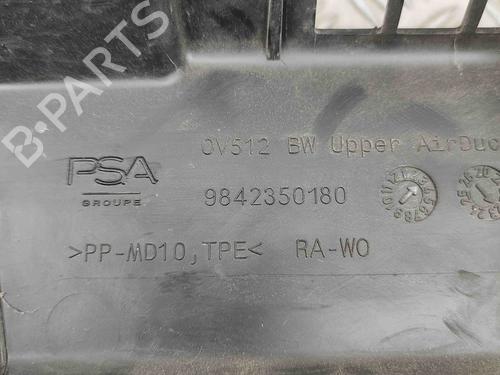 B-PARTS
OV512 BW Upper AirDuc
PSA
GROUPE
9842350180
>PP-MD10,TPE< RA-WO